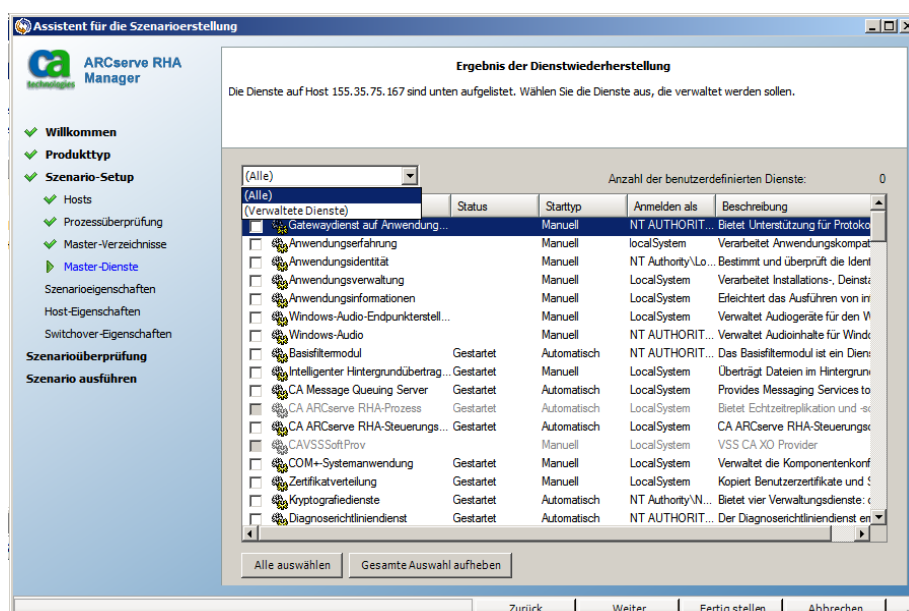 Assistent für die Szenarioerstellung
ca technologies
ARCserve RHA
Manager
Willkommen
Produkttyp
Szenario-Setup
Hosts
Prozessüberprüfung
Master-Verzeichnisse
Master-Dienste
Szenarioeigenschaften
Host-Eigenschaften
Switchover-Eigenschaften
Szenarioüberprüfung
Szenario ausführen
Ergebnis der Dienstwiederherstellung
Die Dienste auf Host 155.35.75.167 sind unten aufgelistet. Wählen Sie die Dienste aus, die verwaltet werden sollen.
(Alle) Anzahl der benutzerdefinierten Dienste: 0
(Alle)
(Verwaltete Dienste)
Status Starttyp Anmelden als Beschreibung
Gatewaydienst auf Anwendung... Manuell NT AUTHORIT... Bietet Unterstützung für Protoko
Anwendungserfahrung Manuell localSystem Verarbeitet Anwendungskompat
Anwendungsidentität Manuell NT Authority\Lo... Bestimmt und überprüft die Ident
Anwendungsverwaltung Manuell LocalSystem Verarbeitet Installations-, Deinsta
Anwendungsinformationen Manuell LocalSystem Erleichtert das Ausführen von in
Windows-Audio-Endpunkterstell... Manuell LocalSystem Verwaltet Audiogeräte für den W
Windows-Audio Manuell NT AUTHORIT... Verwaltet Audioinhalte für Windo
Basisfiltermodul Gestartet Automatisch NT AUTHORIT... Das Basisfiltermodul ist ein Dien
Intelligenter Hintergrundübertrag... Gestartet Manuell LocalSystem Überträgt Dateien im Hintergrun
CA Message Queuing Server Gestartet Automatisch LocalSystem Provides Messaging Services to
CA ARCserve RHA-Prozess Gestartet Automatisch LocalSystem Bietet Echtzeitreplikation und -sc
CA ARCserve RHA-Steuerungs... Gestartet Automatisch LocalSystem CA ARCserve RHA-Steuerungsd
CAVSSSoftProv Manuell LocalSystem VSS CA XO Provider
COM+-Systemanwendung Gestartet Manuell LocalSystem Verwaltet die Komponentenkonf
Zertifikatverteilung Gestartet Manuell LocalSystem Kopiert Benutzerzertifikate und S
Kryptografiedienste Gestartet Automatisch NT Authority\N... Bietet vier Verwaltungsdienste: d
Diagnoserichtliniendienst Gestartet Automatisch NT AUTHORIT... Der Diagnoserichtliniendienst erm
Alle auswählen Gesamte Auswahl aufheben
Zurück Weiter Fertig stellen Abbrechen